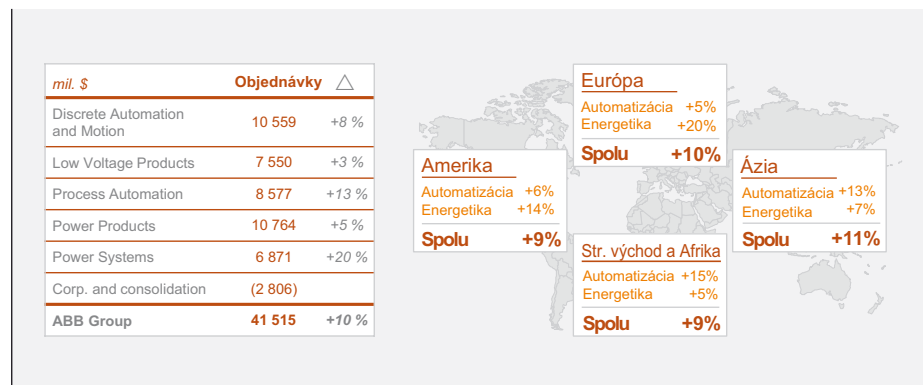 mil. $ Objednávky △
Discrete Automation
and Motion 10 559 +8 %
Low Voltage Products 7 550 +3 %
Process Automation 8 577 +13 %
Power Products 10 764 +5 %
Power Systems 6 871 +20 %
Corp. and consolidation (2 806)
ABB Group 41 515 +10 %
Európa
Automatizácia +5%
Energetika +20%
Spolu +10%
Amerika
Automatizácia +6%
Energetika +14%
Spolu +9%
Ázia
Automatizácia +13%
Energetika +7%
Spolu +11%
Str. východ a Afrika
Automatizácia +15%
Energetika +5%
Spolu +9%